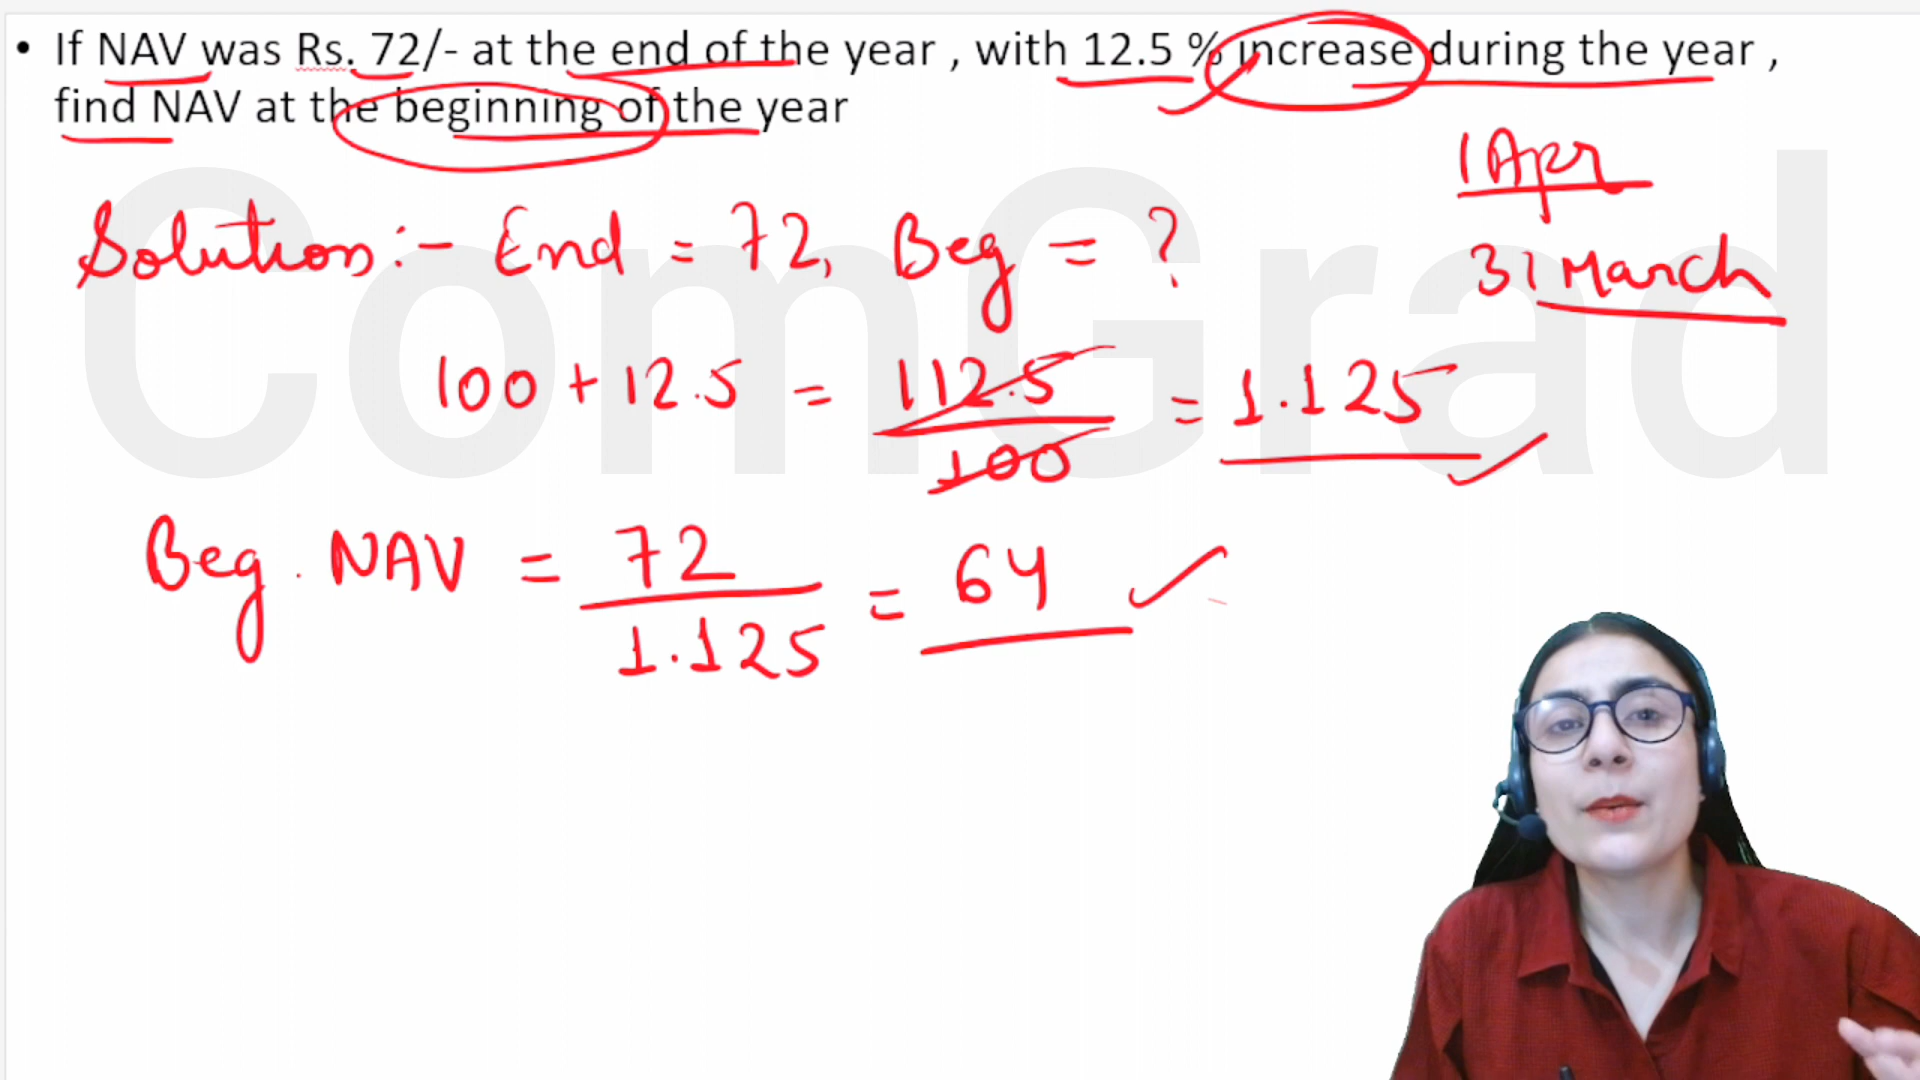 • If NAV was Rs. 72/- at the end of the year , with 12.5 % increase during the year ,
find NAV at the beginning of the year
1 Apr
Solution:- End = 72, Beg = ?
31 March
100 + 12.5 = 112.5/100 = 1.125
Beg. NAV = 72/1.125 = 64 ✓
ComGrad